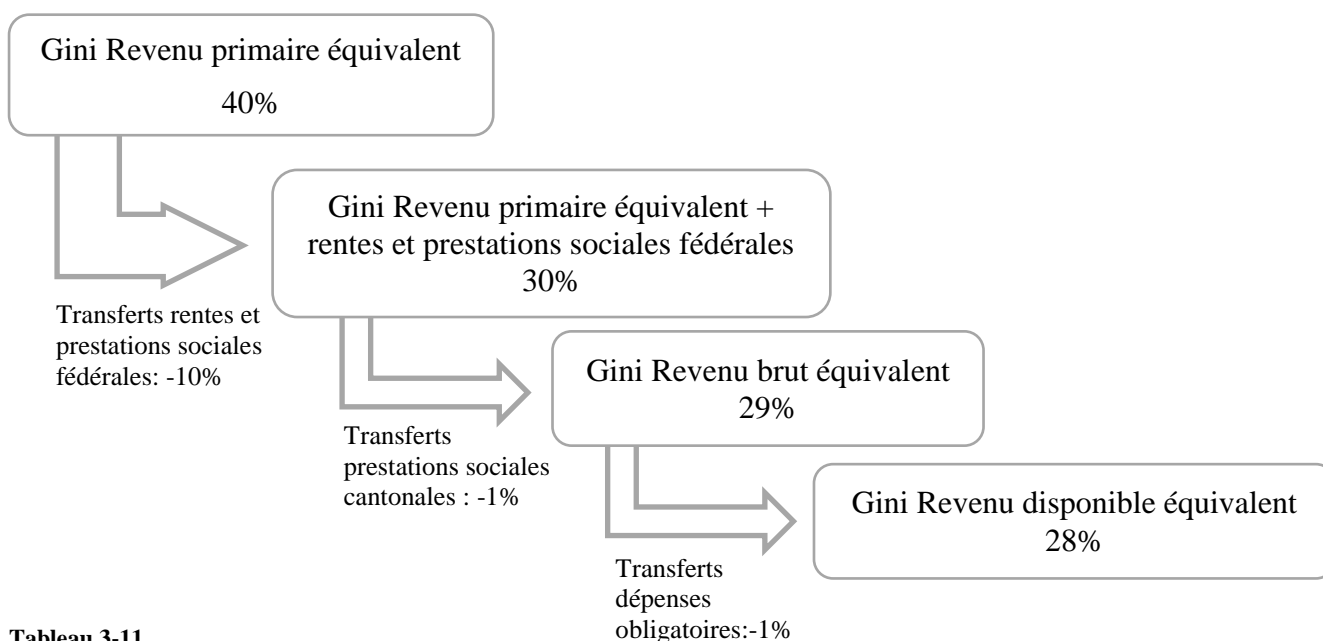 Gini Revenu primaire équivalent
40%
Gini Revenu primaire équivalent +
rentes et prestations sociales fédérales
30%
Transferts rentes et
prestations sociales
fédérales: -10%
Gini Revenu brut équivalent
29%
Transferts
prestations sociales
cantonales : -1%
Gini Revenu disponible équivalent
28%
Transferts
dépenses
obligatoires:-1%
Tableau 3-11